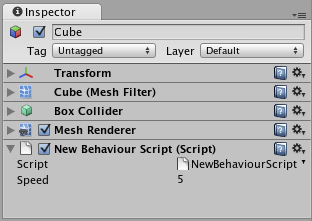 Inspector
Cube
Tag Untagged Layer Default
Transform
Cube (Mesh Filter)
Box Collider
Mesh Renderer
New Behaviour Script (Script)
Script NewBehaviourScript
Speed 5